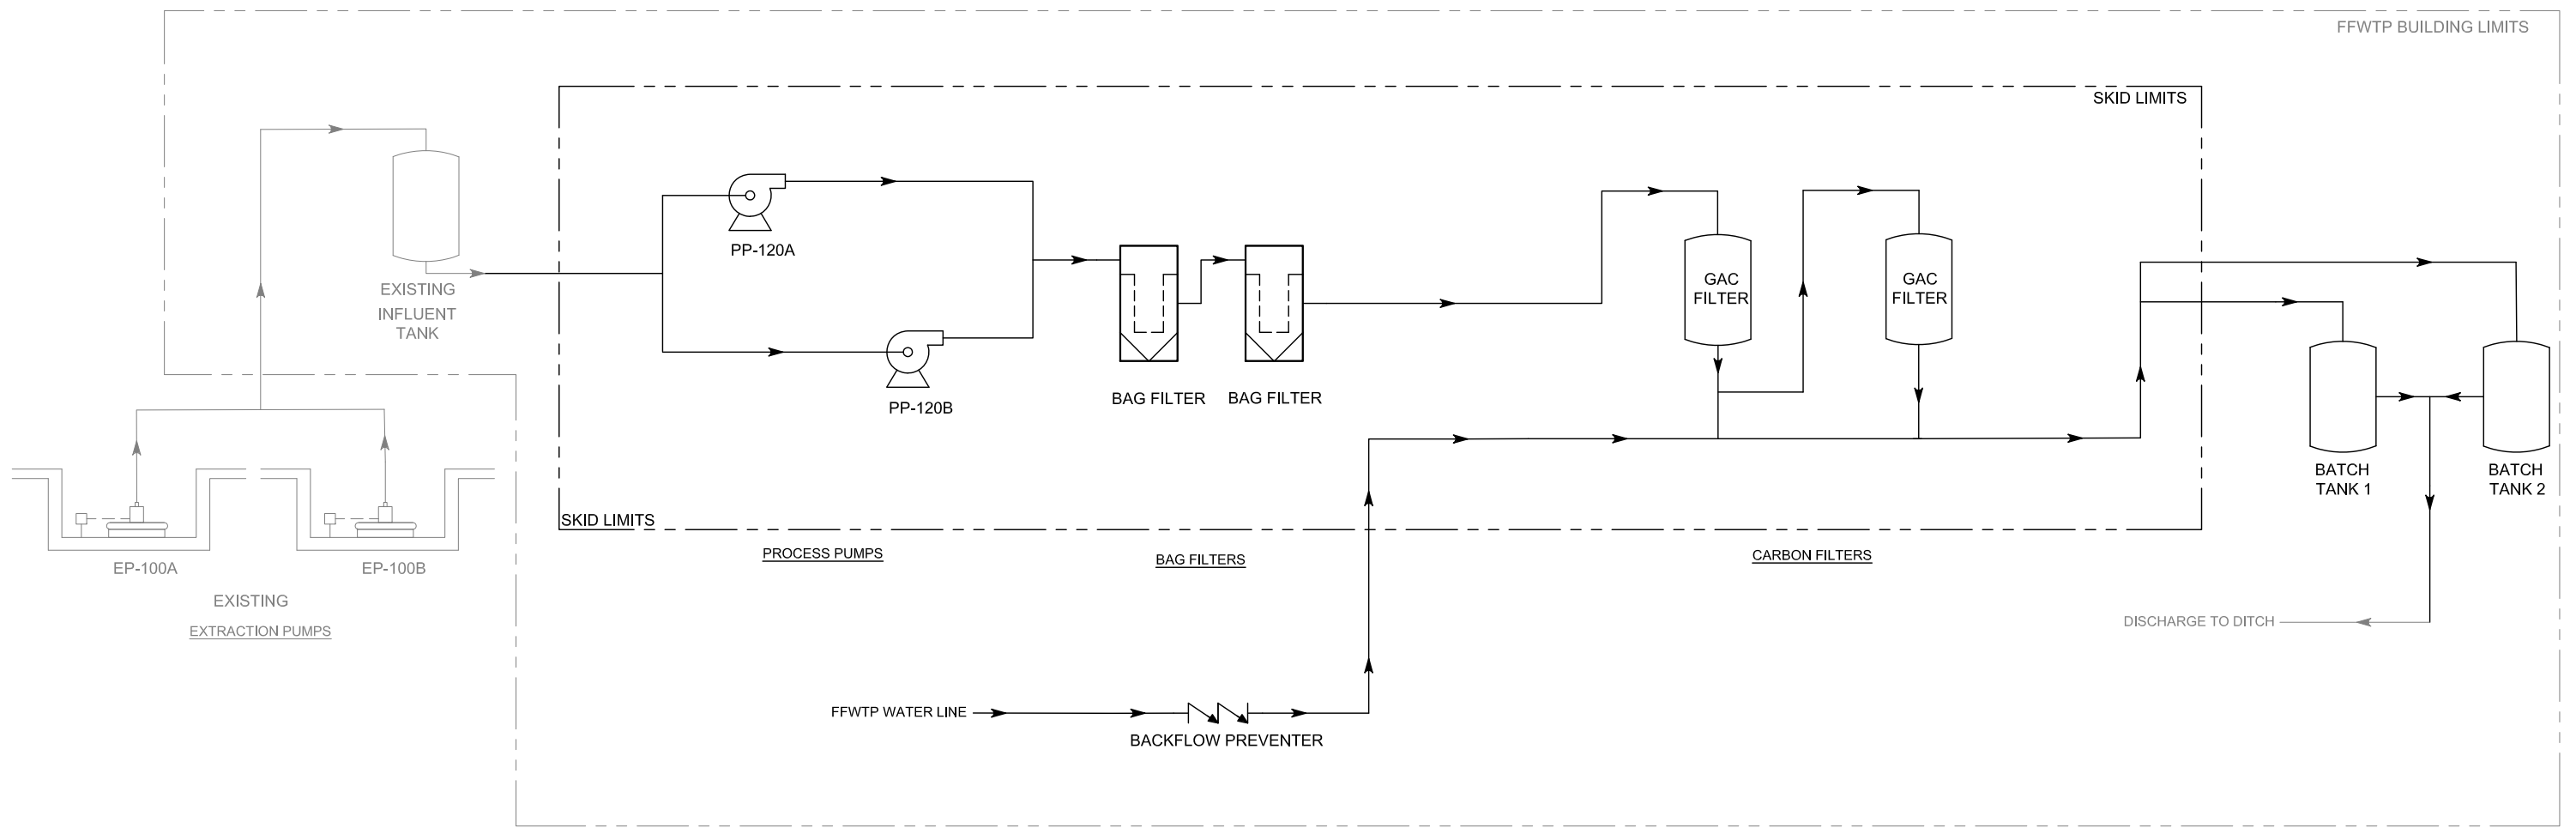 FFWTP BUILDING LIMITS
SKID LIMITS
PP-120A
GAC
FILTER
GAC
FILTER
EXISTING
INFLUENT
TANK
BAG FILTER
BAG FILTER
PP-120B
BATCH
TANK 1
BATCH
TANK 2
SKID LIMITS
PROCESS PUMPS
BAG FILTERS
CARBON FILTERS
EP-100A
EP-100B
EXISTING
EXTRACTION PUMPS
DISCHARGE TO DITCH
FFWTP WATER LINE
BACKFLOW PREVENTER